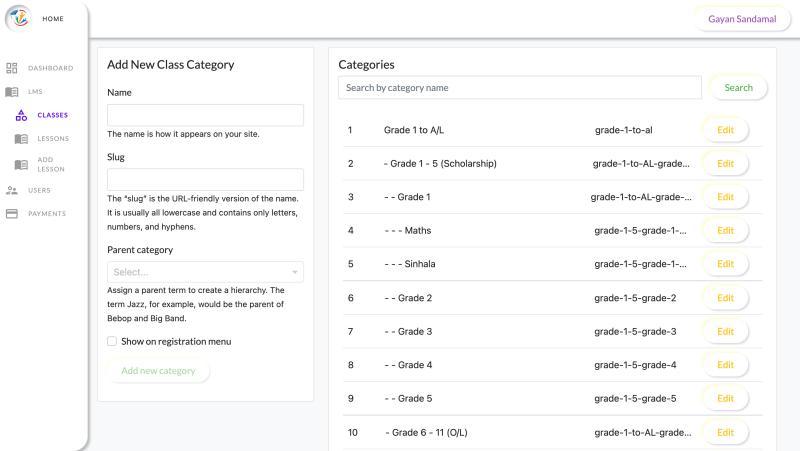 HOME
Gayan Sandamal
DASHBOARD
LMS
CLASSES
LESSONS
ADD
LESSON
USERS
PAYMENTS
Add New Class Category
Name
The name is how it appears on your site.
Slug
The “slug” is the URL-friendly version of the name.
It is usually all lowercase and contains only letters,
numbers, and hyphens.
Parent category
Select...
Assign a parent term to create a hierarchy. The
term Jazz, for example, would be the parent of
Bebop and Big Band.
Show on registration menu
Add new category
Categories
Search by category name
Search
1 Grade 1 to A/L grade-1-to-al Edit
2 - Grade 1 - 5 (Scholarship) grade-1-to-AL-grade... Edit
3 - - Grade 1 grade-1-to-AL-grade-... Edit
4 - - - Maths grade-1-5-grade-1-... Edit
5 - - - Sinhala grade-1-5-grade-1-... Edit
6 - - Grade 2 grade-1-5-grade-2 Edit
7 - - Grade 3 grade-1-5-grade-3 Edit
8 - - Grade 4 grade-1-5-grade-4 Edit
9 - - Grade 5 grade-1-5-grade-5 Edit
10 - Grade 6 - 11 (O/L) grade-1-to-AL-grade... Edit